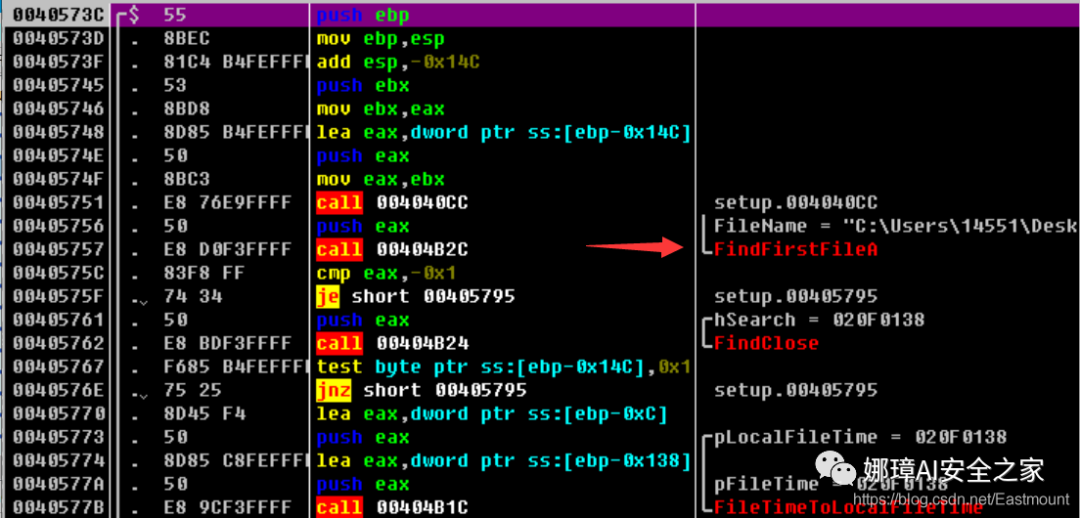 0040573C $ 55 push ebp
0040573D . 8BEC mov ebp,esp
0040573F . 81C4 B4FEFFFF add esp,-0x14C
00405745 . 53 push ebx
00405746 . 8BD8 mov ebx,eax
00405748 . 8D85 B4FEFFFF lea eax,dword ptr ss:[ebp-0x14C]
0040574E . 50 push eax
0040574F . 8BC3 mov eax,ebx
00405751 . E8 76E9FFFF call 004040CC setup.004040CC
00405756 . 50 push eax FileName = "C:\Users\14551\Desk
00405757 . E8 D0F3FFFF call 00404B2C FindFirstFileA
0040575C . 83F8 FF cmp eax,-0x1
0040575F . 74 34 je short 00405795 setup.00405795
00405761 . 50 push eax hSearch = 020F0138
00405762 . E8 BDF3FFFF call 00404B24 FindClose
00405767 . F685 B4FEFFFF test byte ptr ss:[ebp-0x14C],0x1
0040576E . 75 25 jnz short 00405795 setup.00405795
00405770 . 8D45 F4 lea eax,dword ptr ss:[ebp-0xC]
00405773 . 50 push eax pLocalFileTime = 020F0138
00405774 . 8D85 C8FEFFFF lea eax,dword ptr ss:[ebp-0x138]
0040577A . 50 push eax pFileTime = 020F0138
0040577B . E8 9CF3FFFF call 00404B1C FileTimeToLocalFileTime
娜璋AI安全之家
https://blog.csdn.net/Eastmount